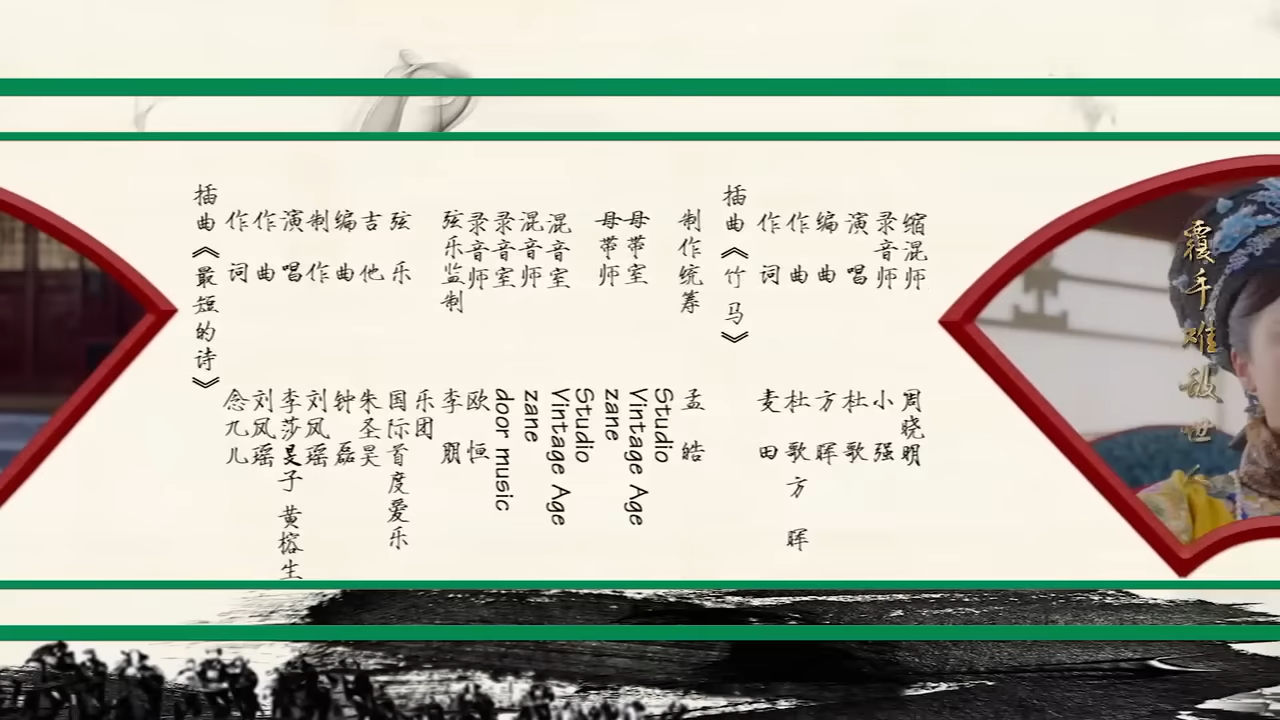 插曲《最短的诗》
作词 念兀儿
作曲 刘凤瑶
演唱 李莎旻子 黄榕生
制作 刘凤瑶
编曲 钟磊
吉他 朱圣昊
弦乐 国际首度爱乐
乐团
弦乐监制 李朋
录音师 欧恒
录音室 door music
混音师 zane
混音室 Vintage Age
Studio
母带师 zane
母带室 Vintage Age
Studio
制作统筹 孟皓
插曲《竹马》
作词 麦田
作曲 杜歌 方晖
编曲 方晖
演唱 杜歌
录音师 小强
缩混师 周晓明
覆手难敌世人